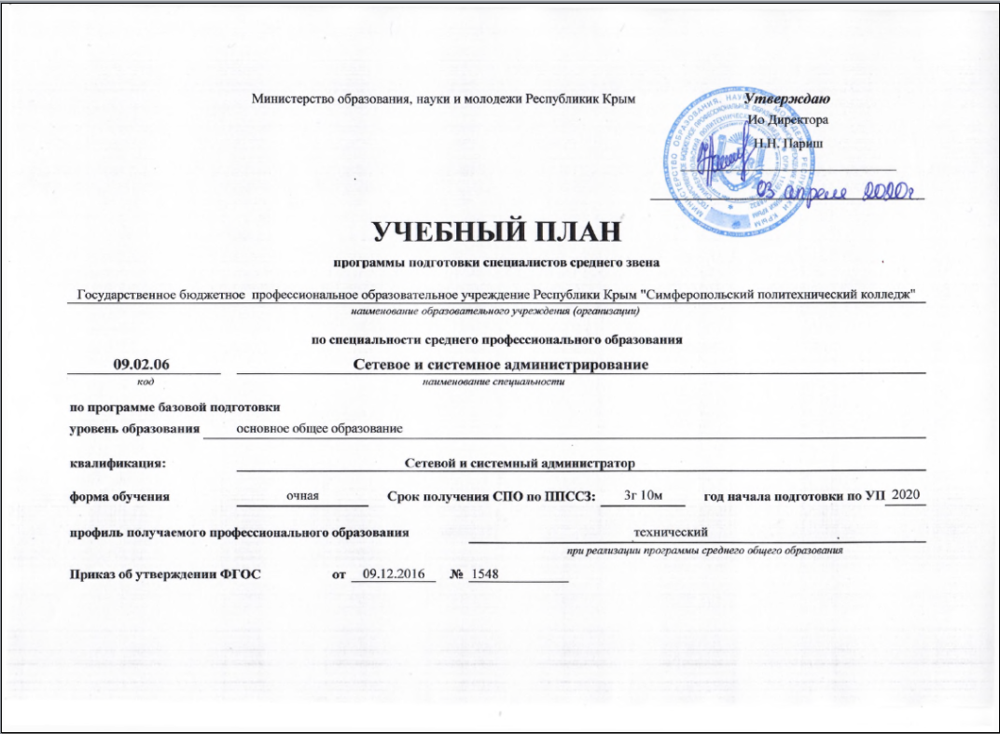 Министерство образования, науки и молодежи Республикик Крым
Утверждаю
Ио Директора
Н.Н. Париш
03 апреля 2020г
УЧЕБНЫЙ ПЛАН
программы подготовки специалистов среднего звена
Государственное бюджетное профессиональное образовательное учреждение Республики Крым "Симферопольский политехнический колледж"
наименование образовательного учреждения (организации)
по специальности среднего профессионального образования
09.02.06 Сетевое и системное администрирование
код наименование специальности
по программе базовой подготовки
уровень образования основное общее образование
квалификация: Сетевой и системный администратор
форма обучения очная Срок получения СПО по ППССЗ: 3г 10м год начала подготовки по УП 2020
профиль получаемого профессионального образования технический
при реализации программы среднего общего образования
Приказ об утверждении ФГОС от 09.12.2016 № 1548